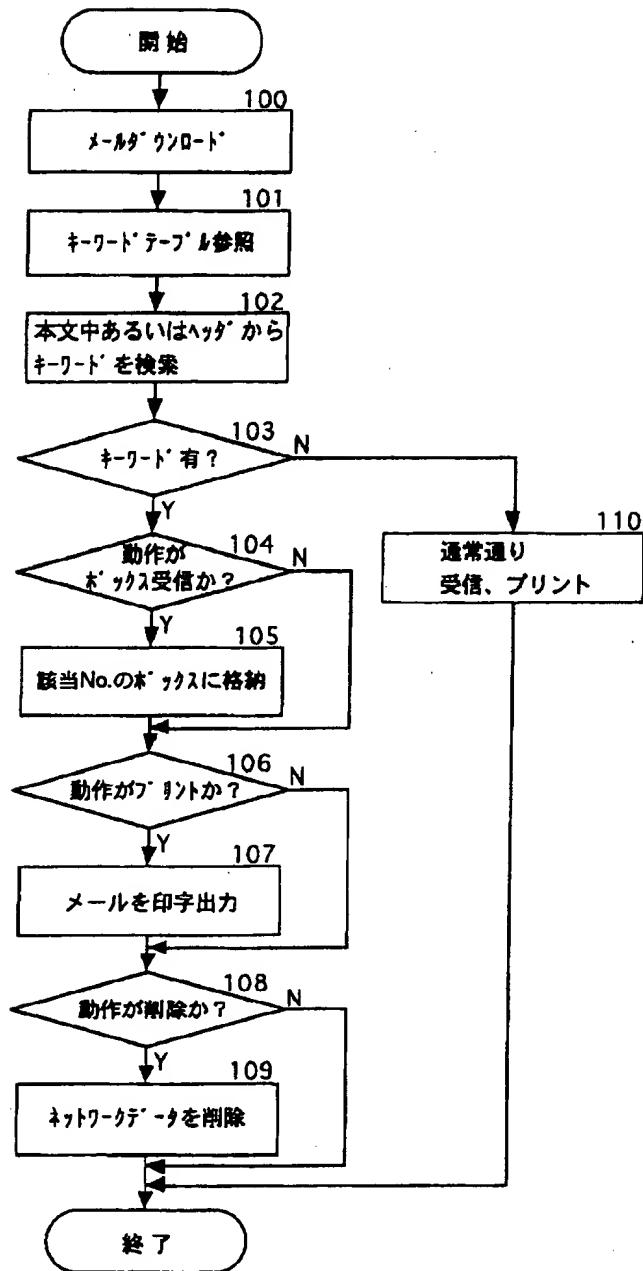 開始
100
メールダウンロード
101
キーワードテーブル参照
102
本文中あるいはヘッダから
キーワードを検索
103
キーワード有?
N
Y
104
動作が
ボックス受信か?
N
Y
110
通常通り
受信、プリント
105
該当No.のボックスに格納
106
動作がプリントか?
N
Y
107
メールを印字出力
108
動作が削除か?
N
Y
109
ネットワークデータを削除
終了